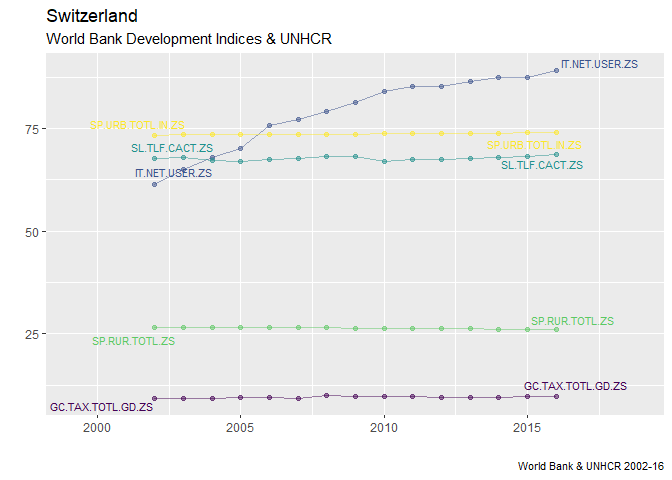 Switzerland
World Bank Development Indices & UNHCR
IT.NET.USER.ZS
SP.URB.TOTL.IN.ZS
75
SP.URB.TOTL.IN.ZS
SL.TLF.CACT.ZS
SL.TLF.CACT.ZS
IT.NET.USER.ZS
50
SP.RUR.TOTL.ZS
25
SP.RUR.TOTL.ZS
GC.TAX.TOTL.GD.ZS
GC.TAX.TOTL.GD.ZS
2000 2005 2010 2015
World Bank & UNHCR 2002-16